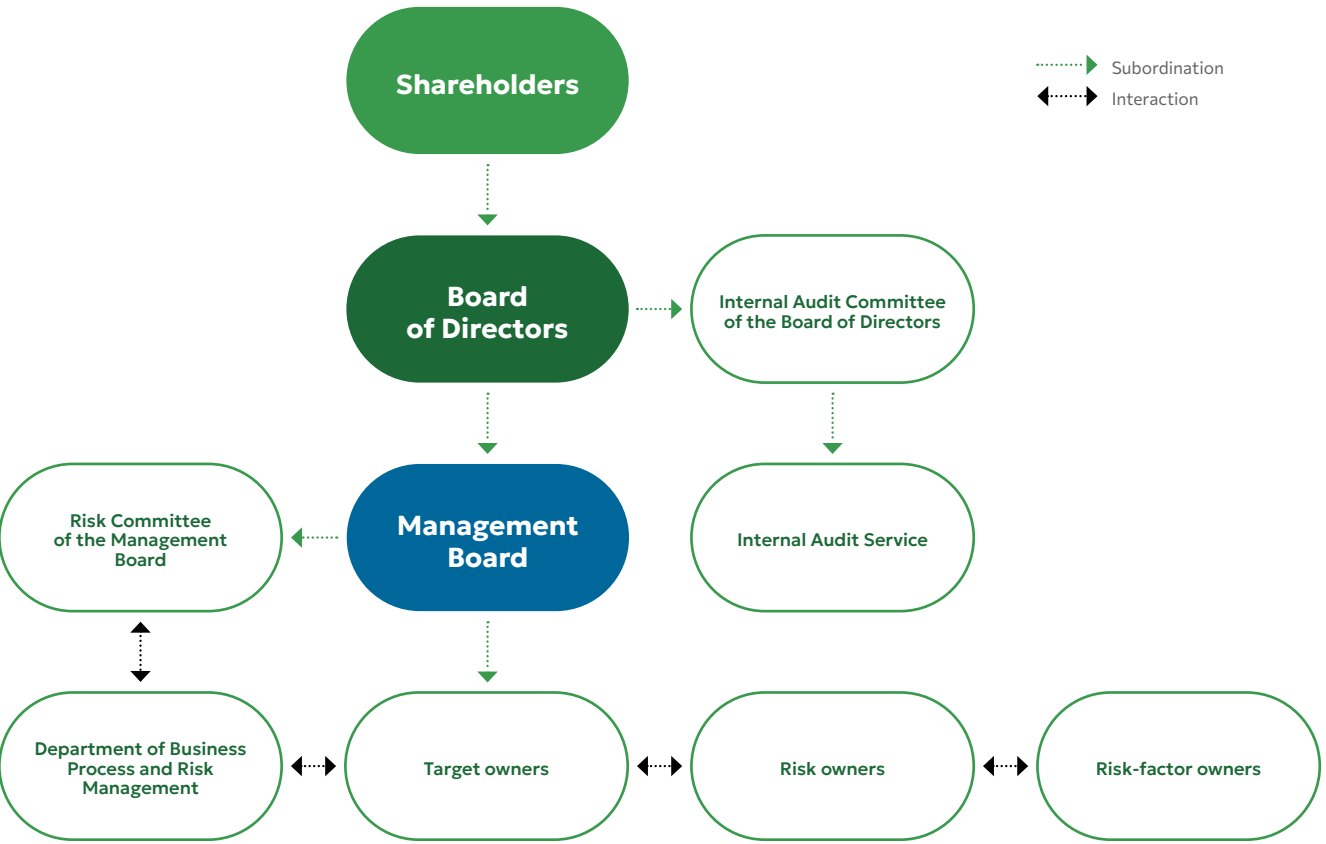 Shareholders
Subordination
Interaction
Board
of Directors
Internal Audit Committee
of the Board of Directors
Risk Committee
of the Management
Board
Management
Board
Internal Audit Service
Department of Business
Process and Risk
Management
Target owners
Risk owners
Risk-factor owners